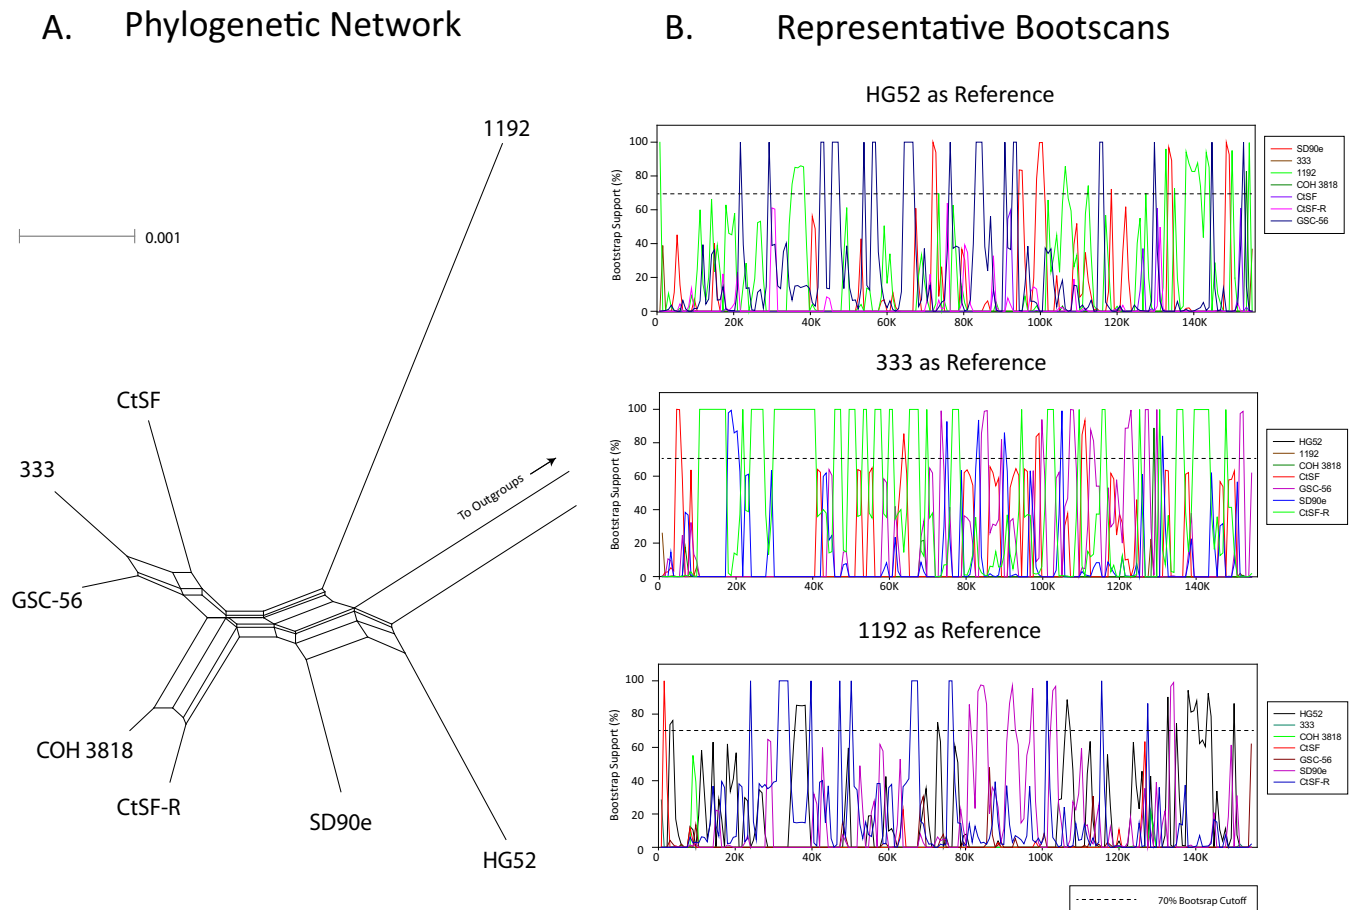 A. Phylogenetic Network
B. Representative Bootscans
1192
0.001
CtSF
333
To Outgroups
GSC-56
COH 3818
CtSF-R
SD90e
HG52
HG52 as Reference
Bootstrap Support (%)
100
80
60
40
20
0
0 20K 40K 60K 80K 100K 120K 140K
SD90e
333
1192
COH 3818
CtSF
CtSF-R
GSC-56
333 as Reference
Bootstrap Support (%)
100
80
60
40
20
0
0 20K 40K 60K 80K 100K 120K 140K
HG52
1192
COH 3818
CtSF
GSC-56
SD90e
CtSF-R
1192 as Reference
Bootstrap Support (%)
100
80
60
40
20
0
0 20K 40K 60K 80K 100K 120K 140K
HG52
333
COH 3818
CtSF
GSC-56
SD90e
CtSF-R
70% Bootsrap Cutoff